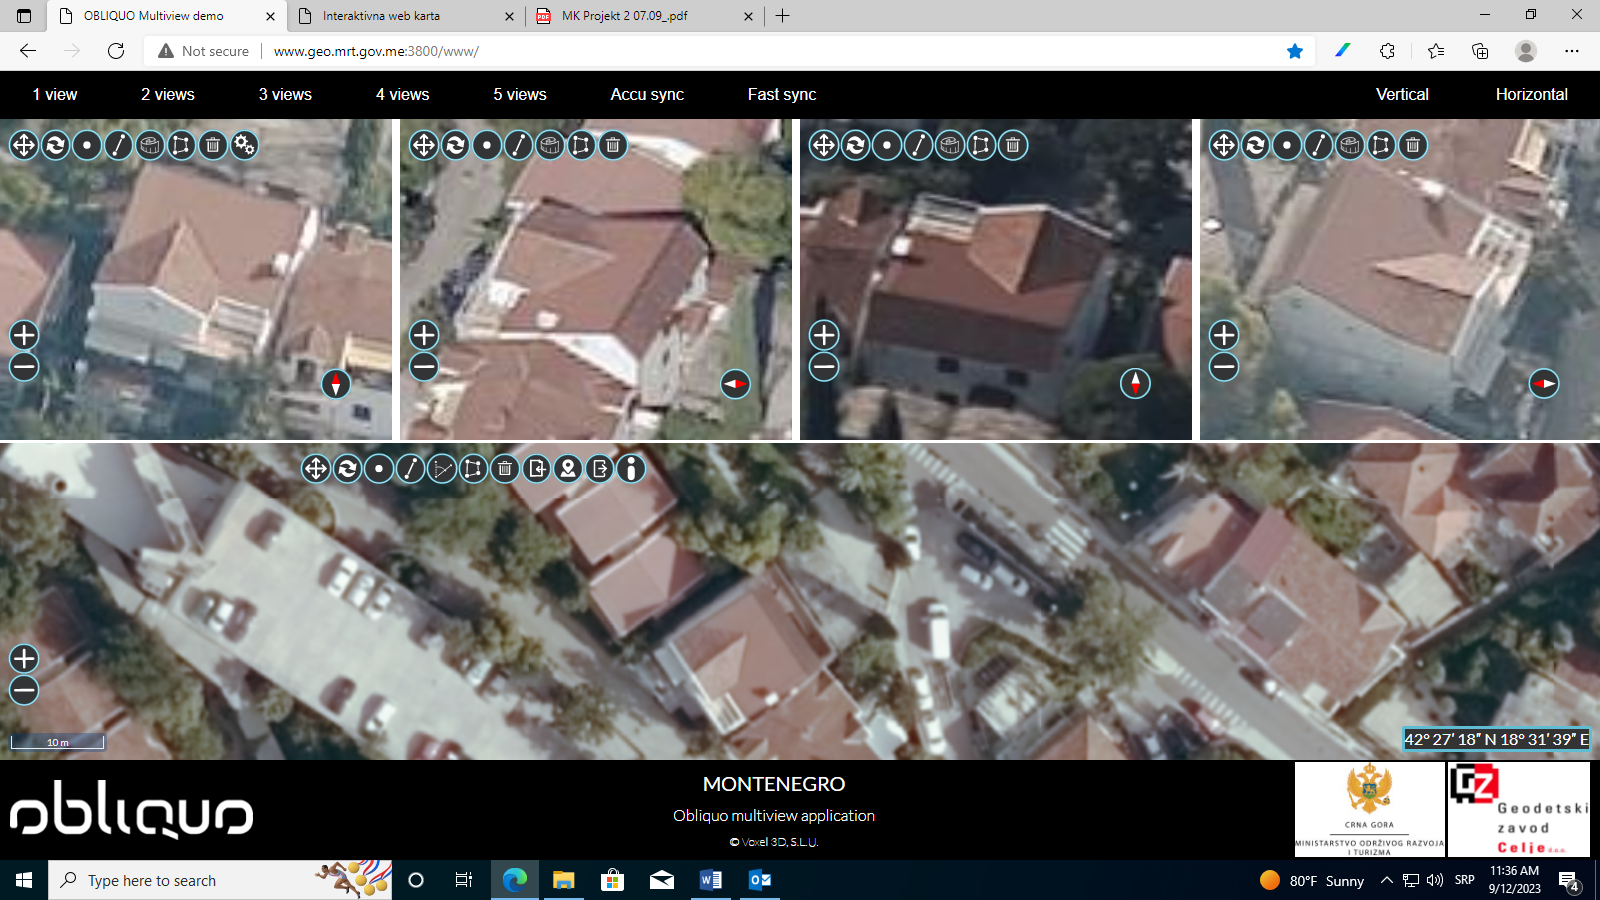 OBLIQUO Multiview demo
Interaktivna web karta
PDF
MK Projekt 2 07.09_.pdf
Not secure
www.geo.mrt.gov.me:3800/www/
1 view
2 views
3 views
4 views
5 views
Accu sync
Fast sync
Vertical
Horizontal
10 m
42° 27′ 18″ N 18° 31′ 39″ E
obliquo
MONTENEGRO
Obliquo multiview application
© Voxel 3D, S.L.U.
CRNA GORA
MINISTARSTVO ODRŽIVOG RAZVOJA
I TURIZMA
GZ
Geodetski
zavod
Celje d.o.o.
Type here to search
80°F Sunny
SRP
11:36 AM
9/12/2023
4